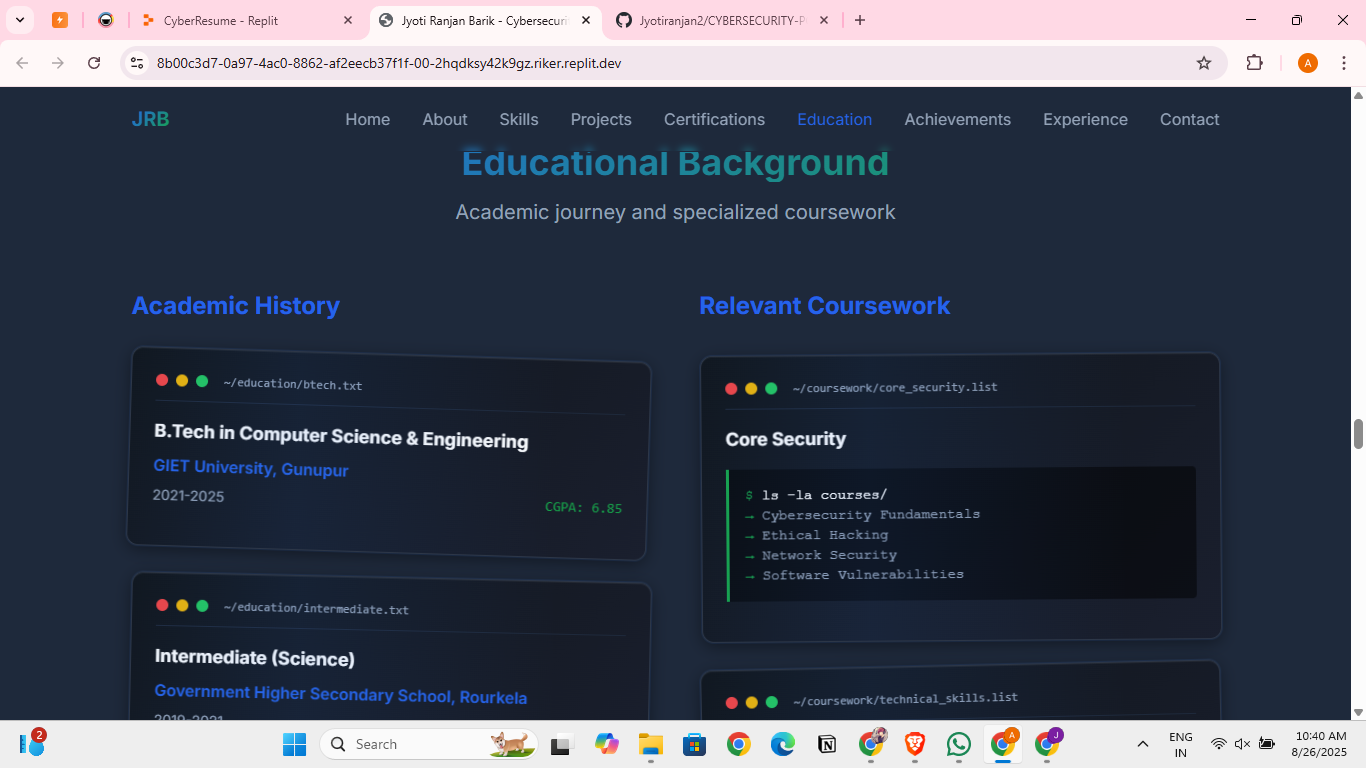 CyberResume - Replit
Jyoti Ranjan Barik - Cybersecuri
Jyotiranjan2/CYBERSECURITY-P
8b00c3d7-0a97-4ac0-8862-af2eecb37f1f-00-2hqdksy42k9gz.riker.replit.dev
A
JRB
Home
About
Skills
Projects
Certifications
Education
Achievements
Experience
Contact
Educational Background
Academic journey and specialized coursework
Academic History
~/education/btech.txt
B.Tech in Computer Science & Engineering
GIET University, Gunupur
2021-2025
CGPA: 6.85
~/education/intermediate.txt
Intermediate (Science)
Government Higher Secondary School, Rourkela
2019-2021
Relevant Coursework
~/coursework/core_security.list
Core Security
$ ls -la courses/
→ Cybersecurity Fundamentals
→ Ethical Hacking
→ Network Security
→ Software Vulnerabilities
~/coursework/technical_skills.list
2
Search
A
J
ENG
IN
10:40 AM
8/26/2025